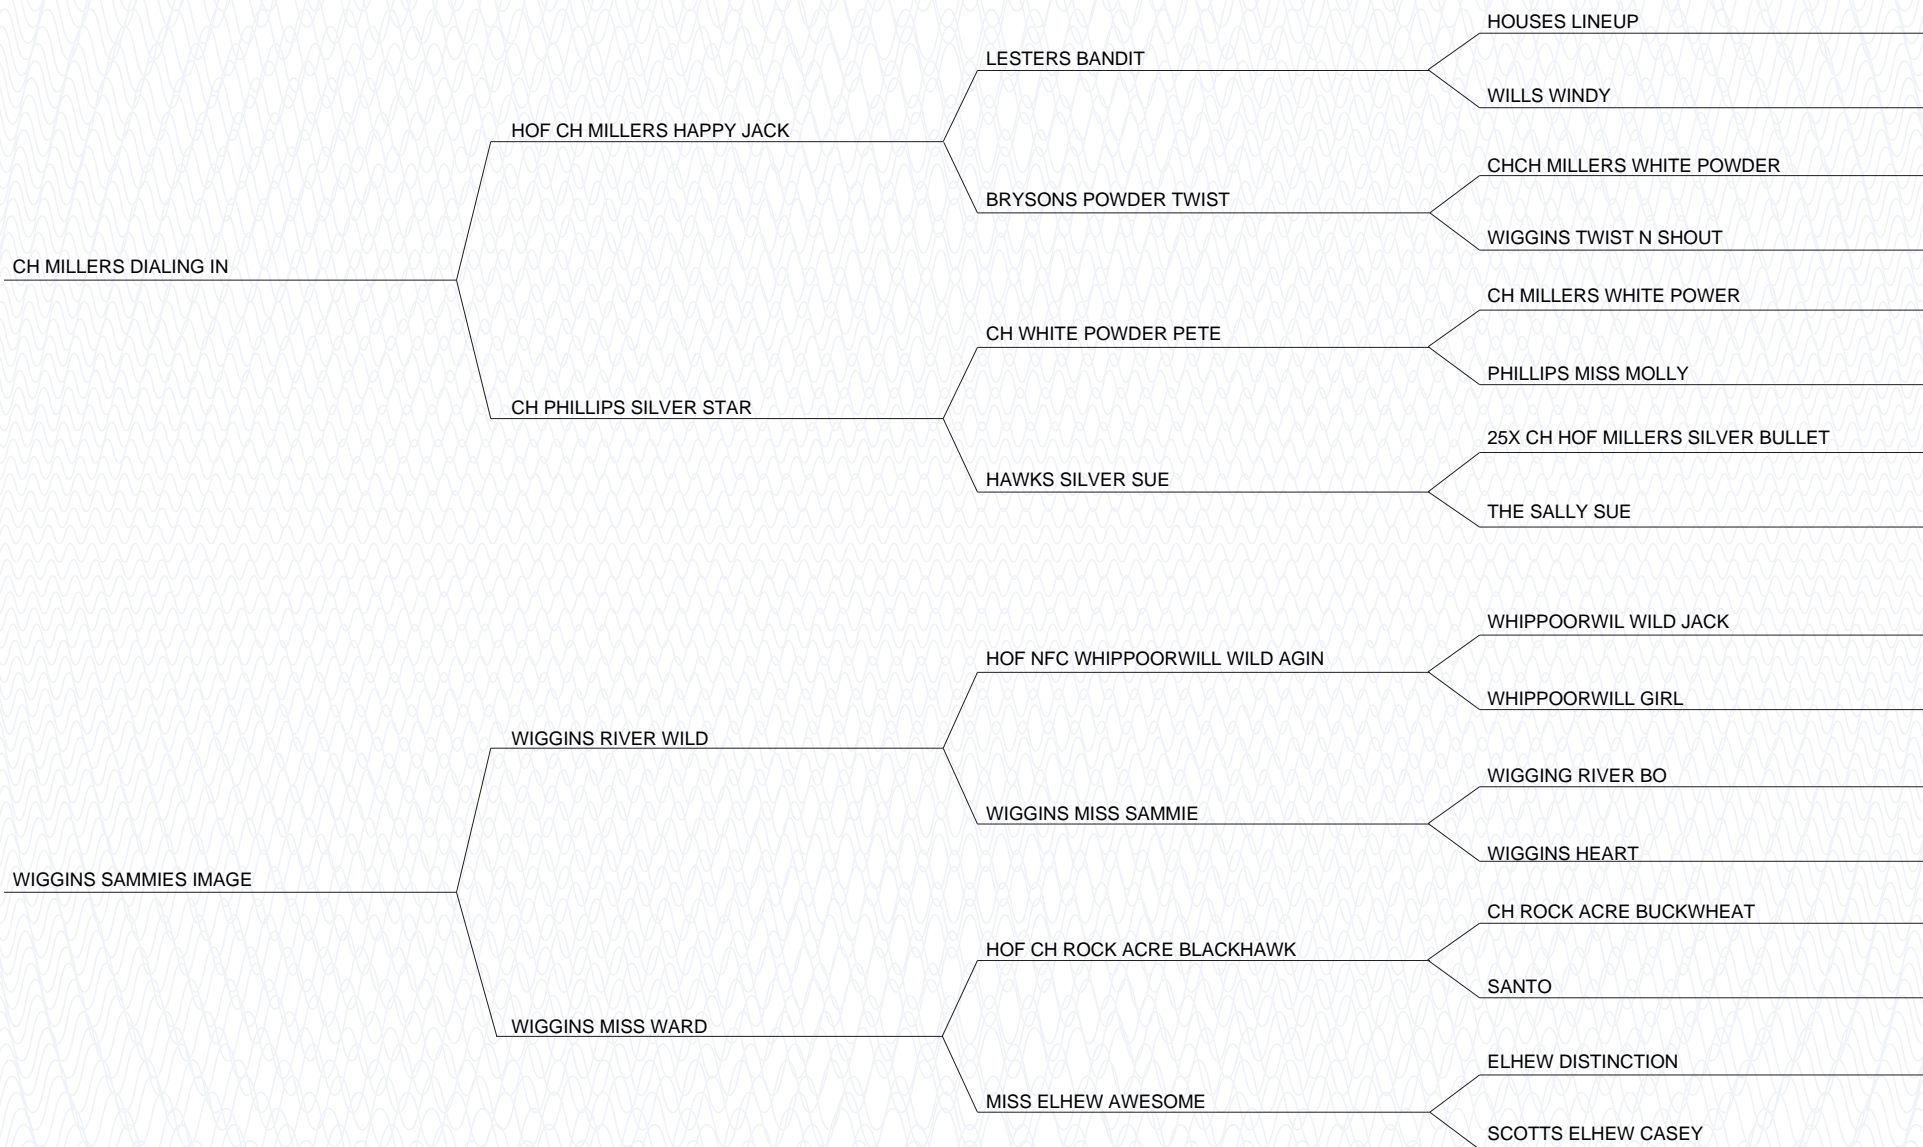 HOUSES LINEUP
LESTERS BANDIT
WILLS WINDY
HOF CH MILLERS HAPPY JACK
CHCH MILLERS WHITE POWDER
BRYSONS POWDER TWIST
WIGGINS TWIST N SHOUT
CH MILLERS DIALING IN
CH MILLERS WHITE POWER
CH WHITE POWDER PETE
PHILLIPS MISS MOLLY
CH PHILLIPS SILVER STAR
25X CH HOF MILLERS SILVER BULLET
HAWKS SILVER SUE
THE SALLY SUE
WHIPPOORWIL WILD JACK
HOF NFC WHIPPOORWILL WILD AGIN
WHIPPOORWILL GIRL
WIGGINS RIVER WILD
WIGGING RIVER BO
WIGGINS MISS SAMMIE
WIGGINS HEART
WIGGINS SAMMIES IMAGE
CH ROCK ACRE BUCKWHEAT
HOF CH ROCK ACRE BLACKHAWK
SANTO
WIGGINS MISS WARD
ELHEW DISTINCTION
MISS ELHEW AWESOME
SCOTTS ELHEW CASEY